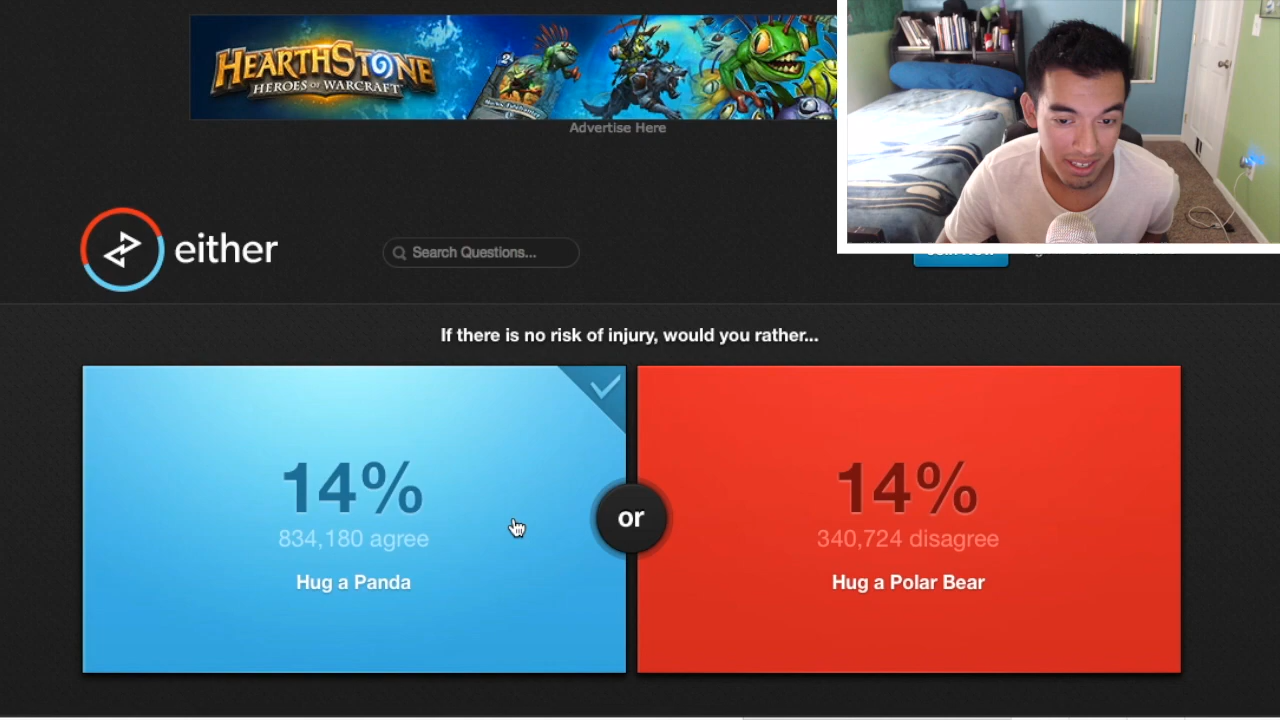 HEARTHSTONE
HEROES OF WARCRAFT
Advertise Here
either
Search Questions...
If there is no risk of injury, would you rather...
14%
834,180 agree
Hug a Panda
or
14%
340,724 disagree
Hug a Polar Bear